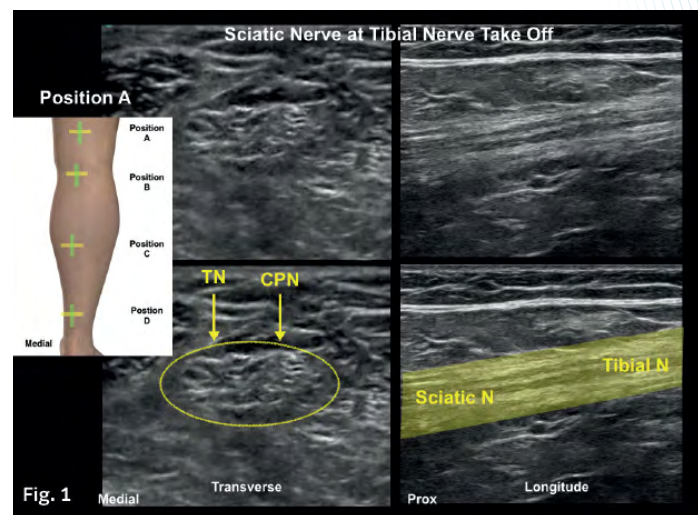 Sciatic Nerve at Tibial Nerve Take Off
Position A
Position
A
Position
B
Position
C
Postion
D
Medial
TN
CPN
Sciatic N
Tibial N
Fig. 1
Medial
Transverse
Prox
Longitude